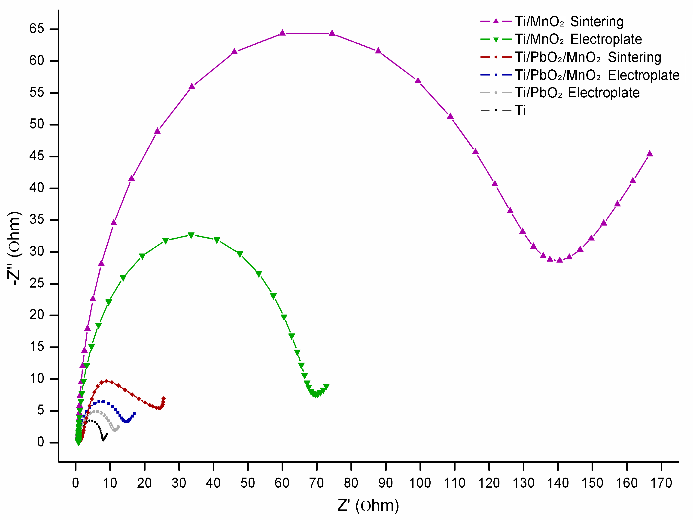 Ti/MnO₂ Sintering
Ti/MnO₂ Electroplate
Ti/PbO₂/MnO₂ Sintering
Ti/PbO₂/MnO₂ Electroplate
Ti/PbO₂ Electroplate
Ti
65
60
55
50
45
40
35
30
25
20
15
10
5
0
-Z" (Ohm)
0 10 20 30 40 50 60 70 80 90 100 110 120 130 140 150 160 170
Z' (Ohm)